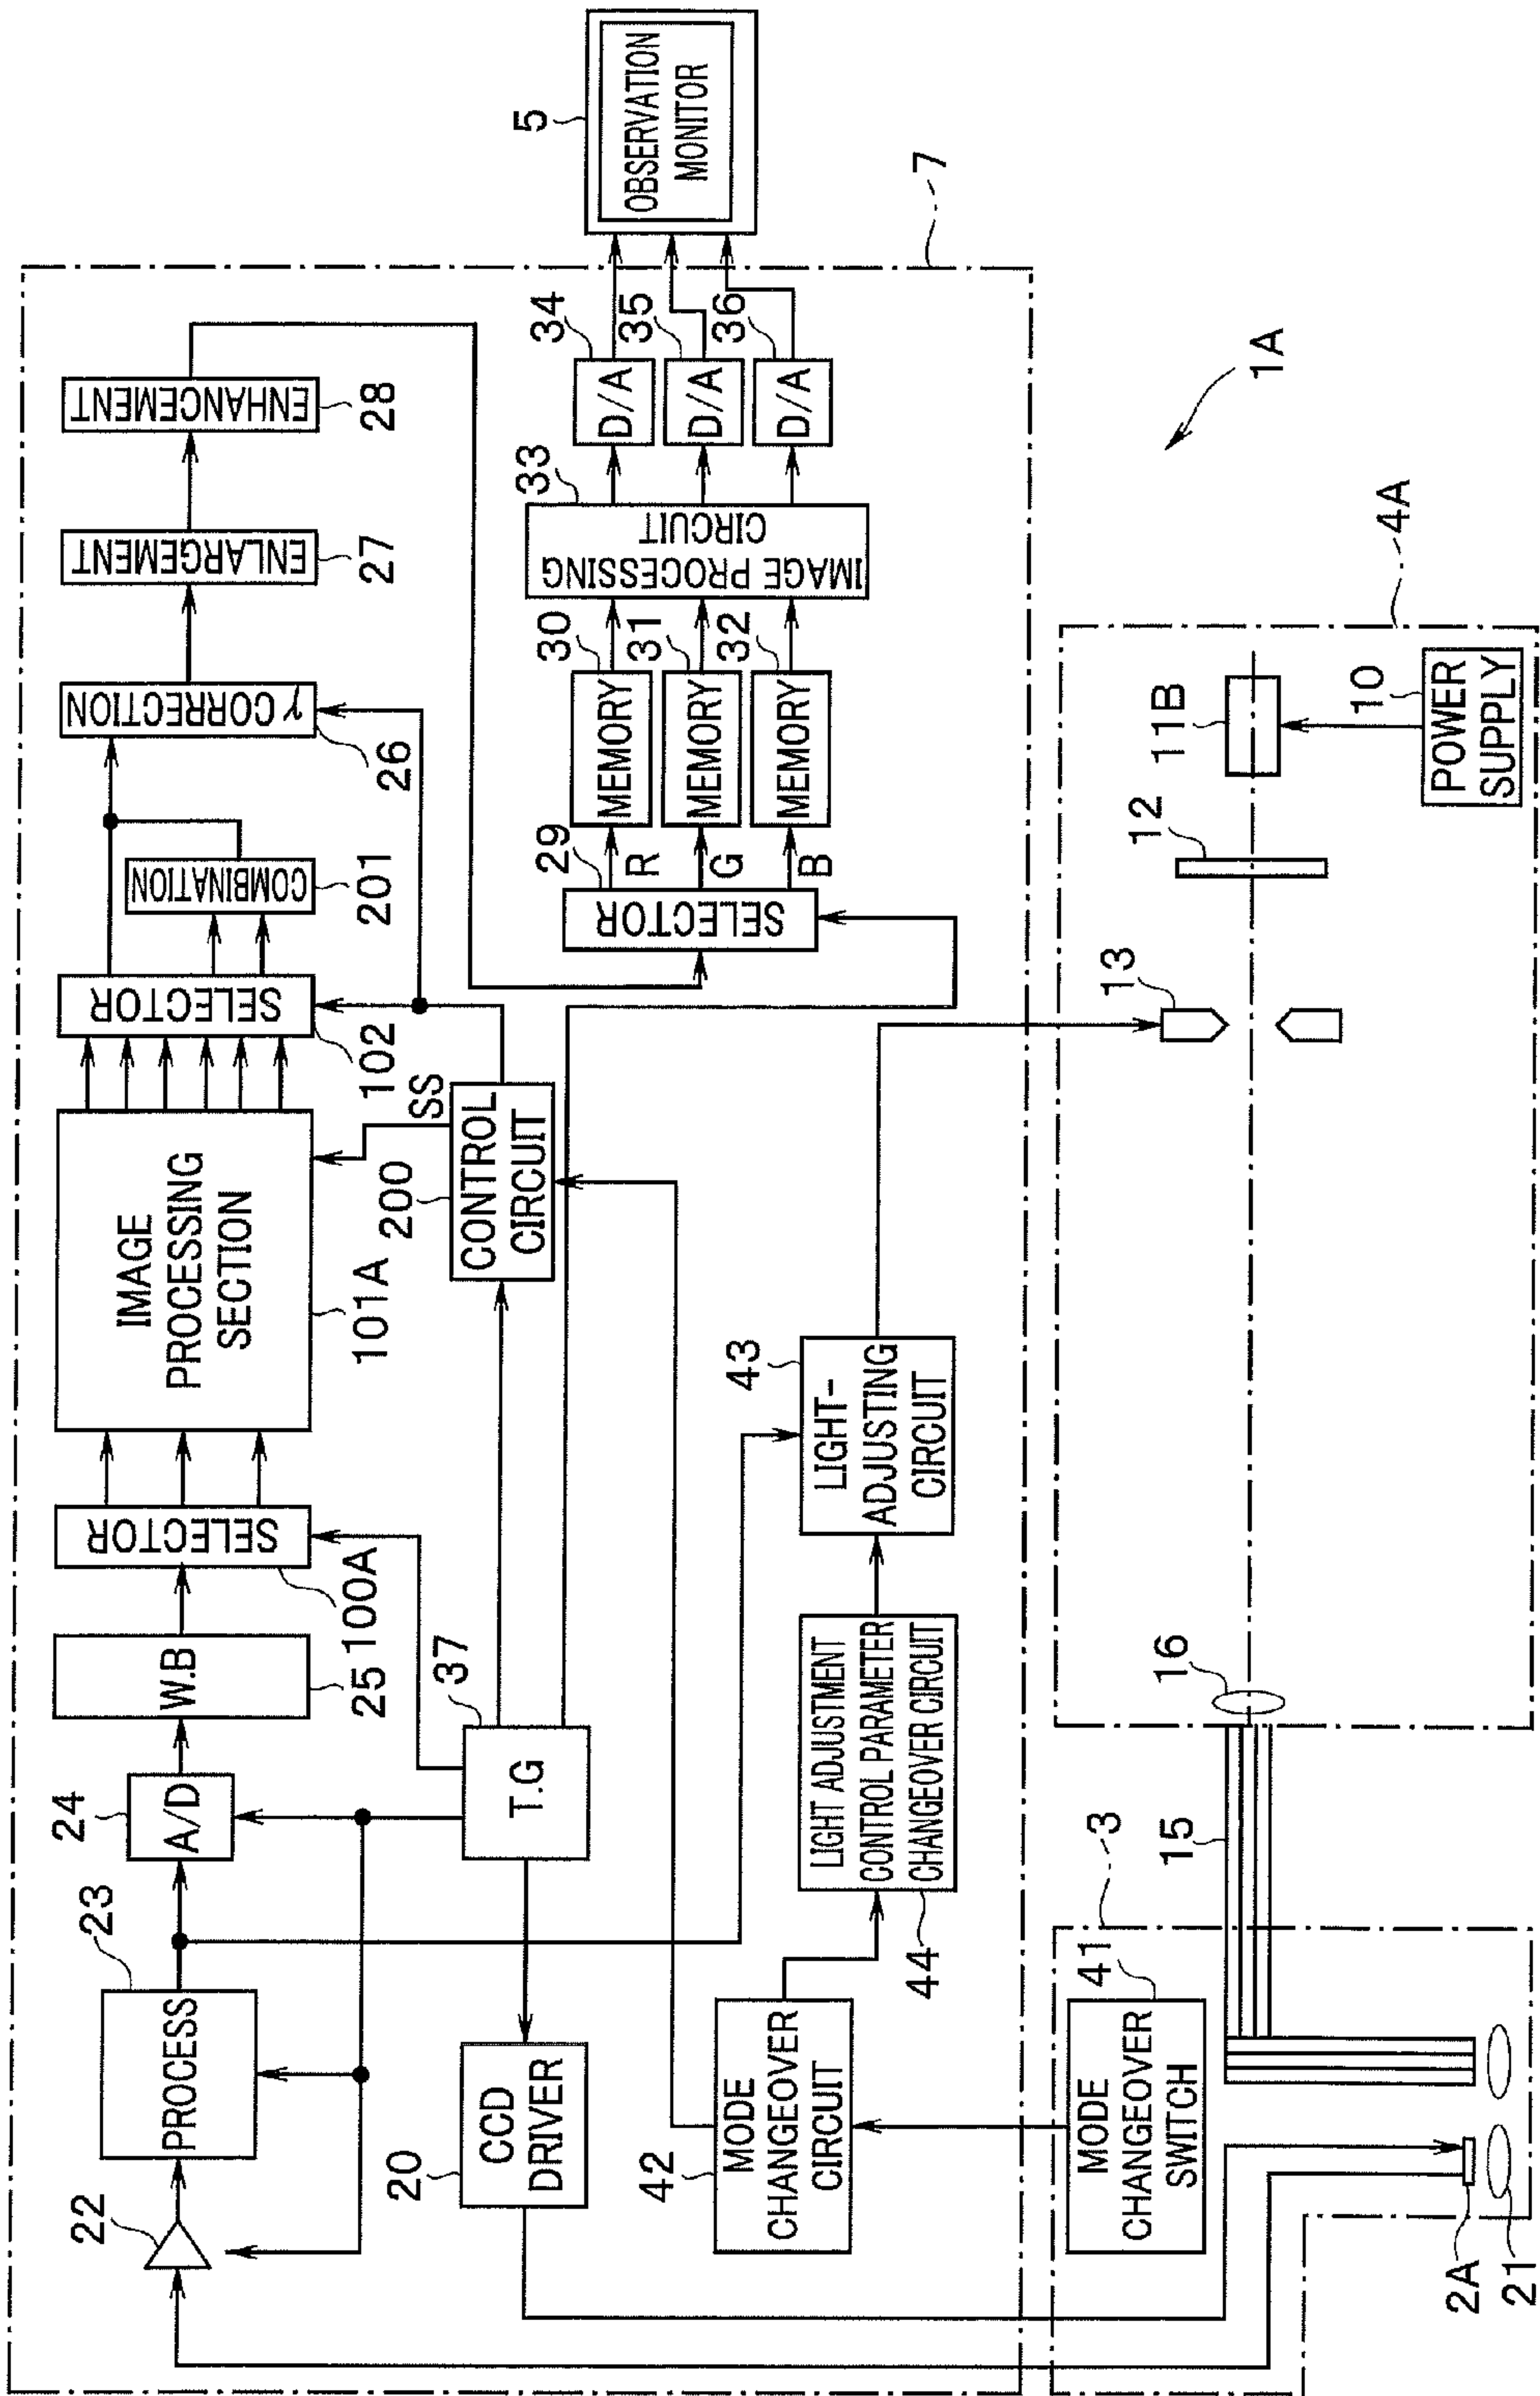 22
23
PROCESS
24
A/D
W.B
25
SELECTOR
100A
IMAGE
PROCESSING
SECTION
101A
SELECTOR
102
COMBINATION
201
γ CORRECTION
26
ENLARGEMENT
27
ENHANCEMENT
28
20
CCD
DRIVER
37
T.G
200
CONTROL
CIRCUIT
SS
29
SELECTOR
R
G
B
30
MEMORY
31
MEMORY
32
MEMORY
33
IMAGE PROCESSING
CIRCUIT
34
D/A
35
D/A
36
D/A
5
OBSERVATION
MONITOR
7
42
MODE
CHANGEOVER
CIRCUIT
44
LIGHT ADJUSTMENT
CONTROL PARAMETER
CHANGEOVER CIRCUIT
43
LIGHT-
ADJUSTING
CIRCUIT
1A
3
41
MODE
CHANGEOVER
SWITCH
2A
21
15
16
13
12
11B
10
POWER
SUPPLY
4A